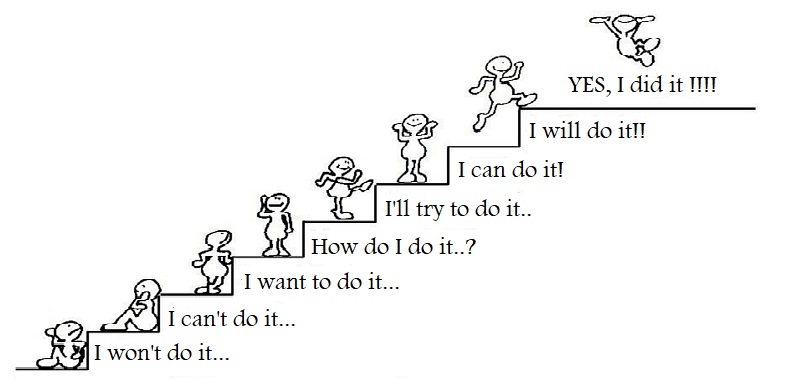 YES, I did it !!!!
I will do it!!
I can do it!
I'll try to do it..
How do I do it..?
I want to do it...
I can't do it...
I won't do it...